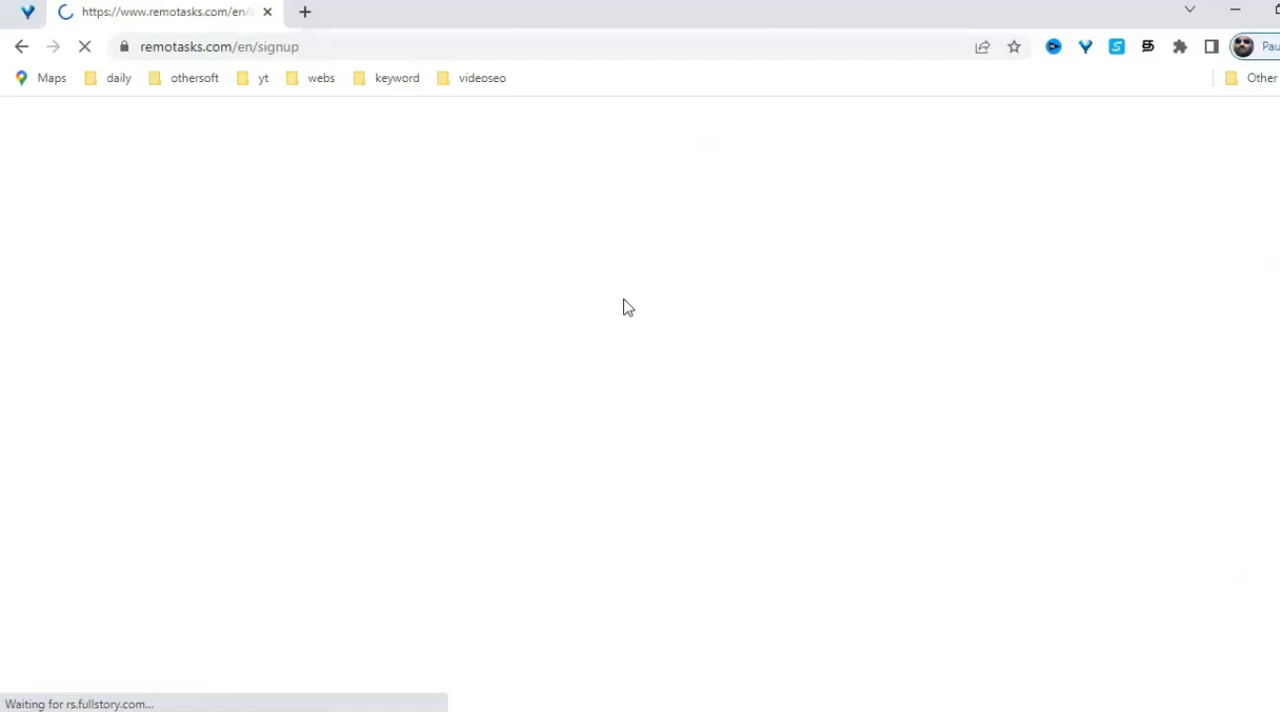 https://www.remotasks.com/en/
remotasks.com/en/signup
Maps daily othersoft yt webs keyword videoseo Other
Waiting for rs.fullstory.com...